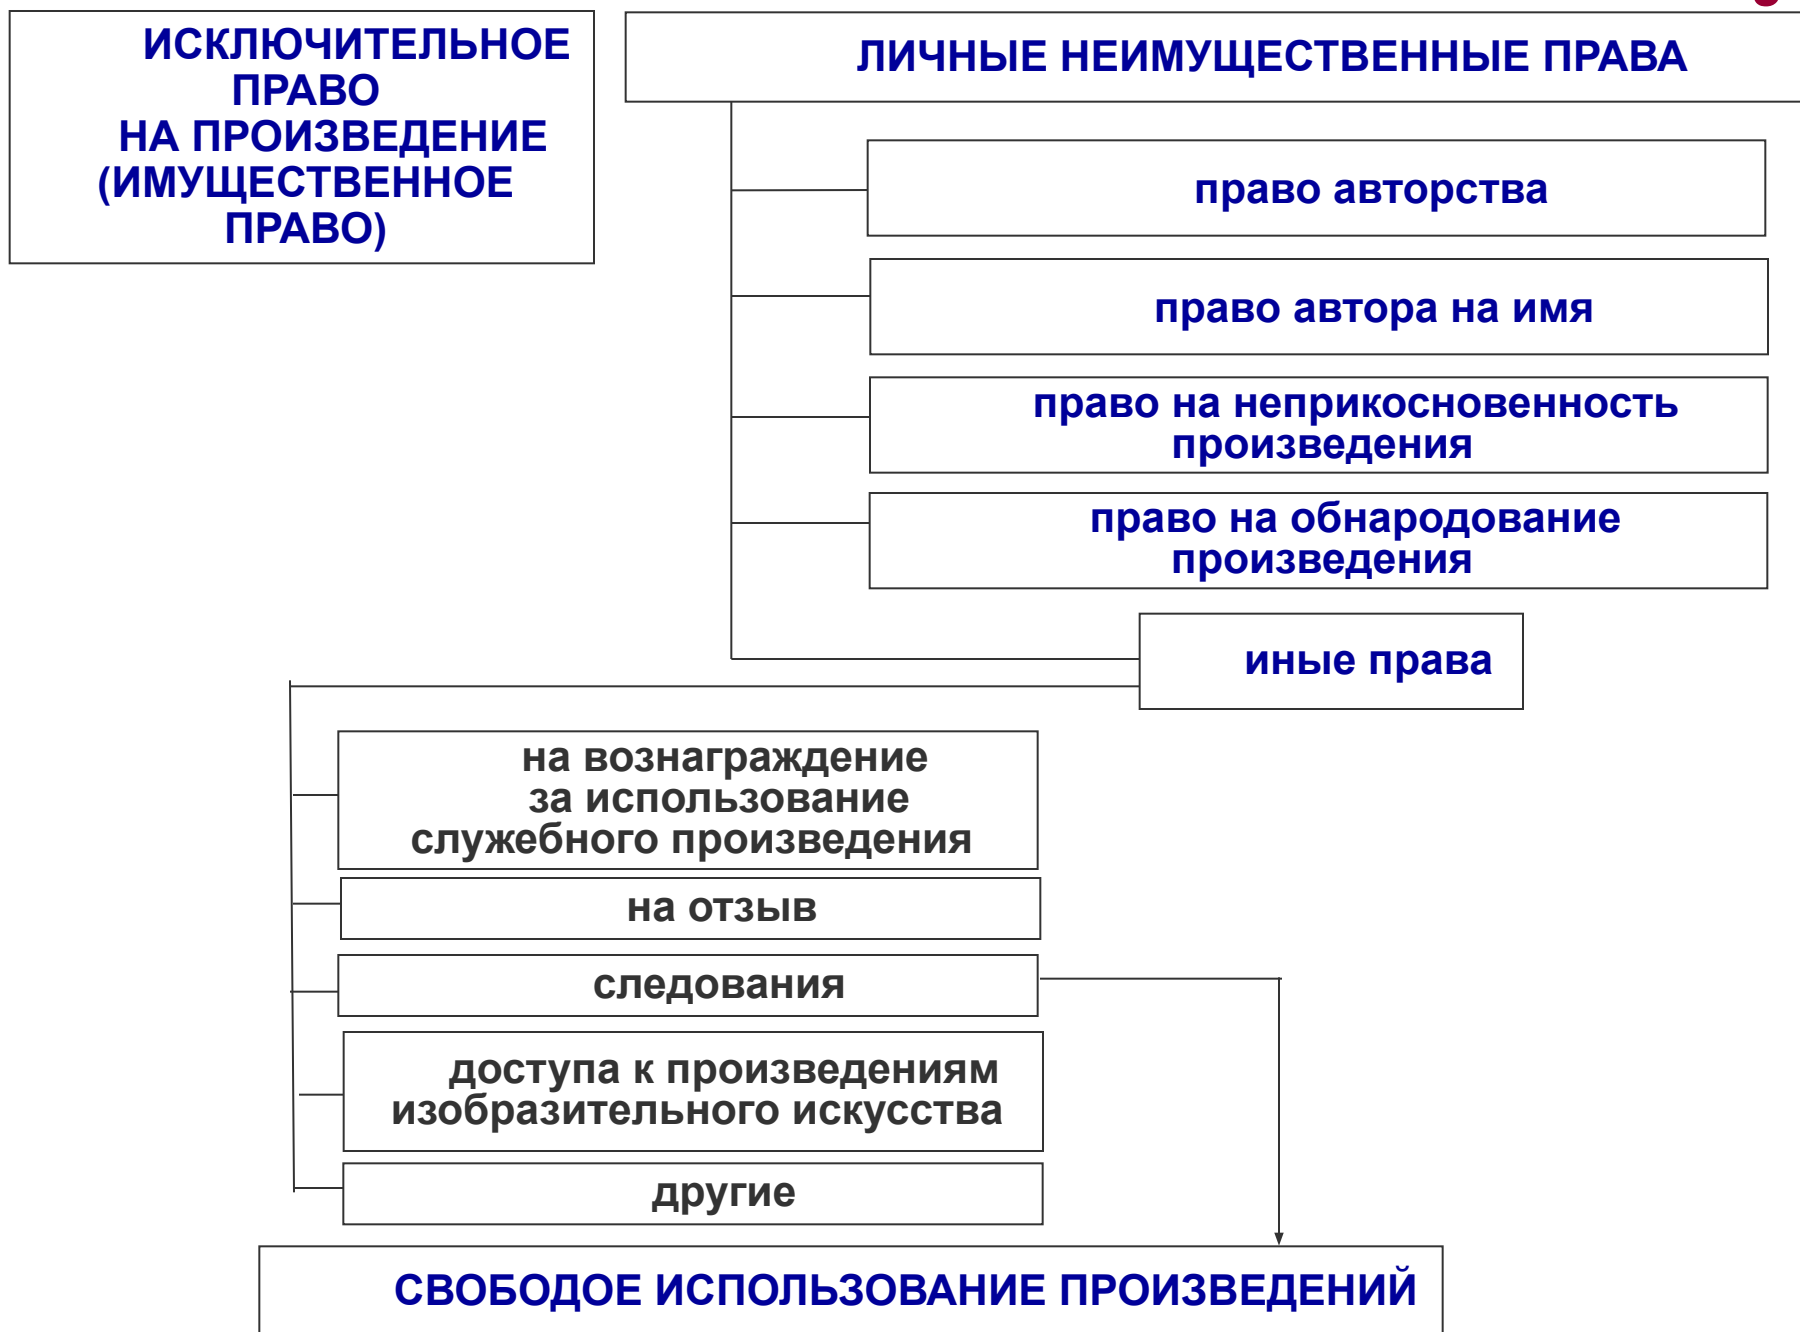 ИСКЛЮЧИТЕЛЬНОЕ
ПРАВО
НА ПРОИЗВЕДЕНИЕ
(ИМУЩЕСТВЕННОЕ
ПРАВО)
ЛИЧНЫЕ НЕИМУЩЕСТВЕННЫЕ ПРАВА
право авторства
право автора на имя
право на неприкосновенность
произведения
право на обнародование
произведения
иные права
на вознаграждение
за использование
служебного произведения
на отзыв
следования
доступа к произведениям
изобразительного искусства
другие
СВОБОДОЕ ИСПОЛЬЗОВАНИЕ ПРОИЗВЕДЕНИЙ